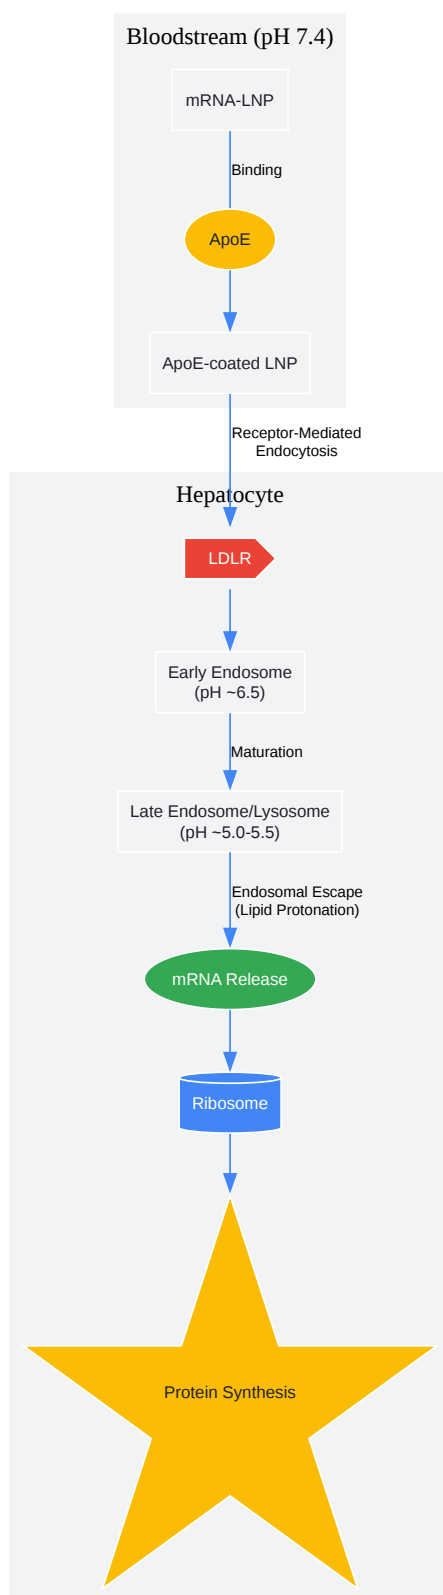 Bloodstream (pH 7.4)
mRNA-LNP
Binding
ApoE
ApoE-coated LNP
Receptor-Mediated
Endocytosis
Hepatocyte
LDLR
Early Endosome
(pH ~6.5)
Maturation
Late Endosome/Lysosome
(pH ~5.0-5.5)
Endosomal Escape
(Lipid Protonation)
mRNA Release
Ribosome
Protein Synthesis